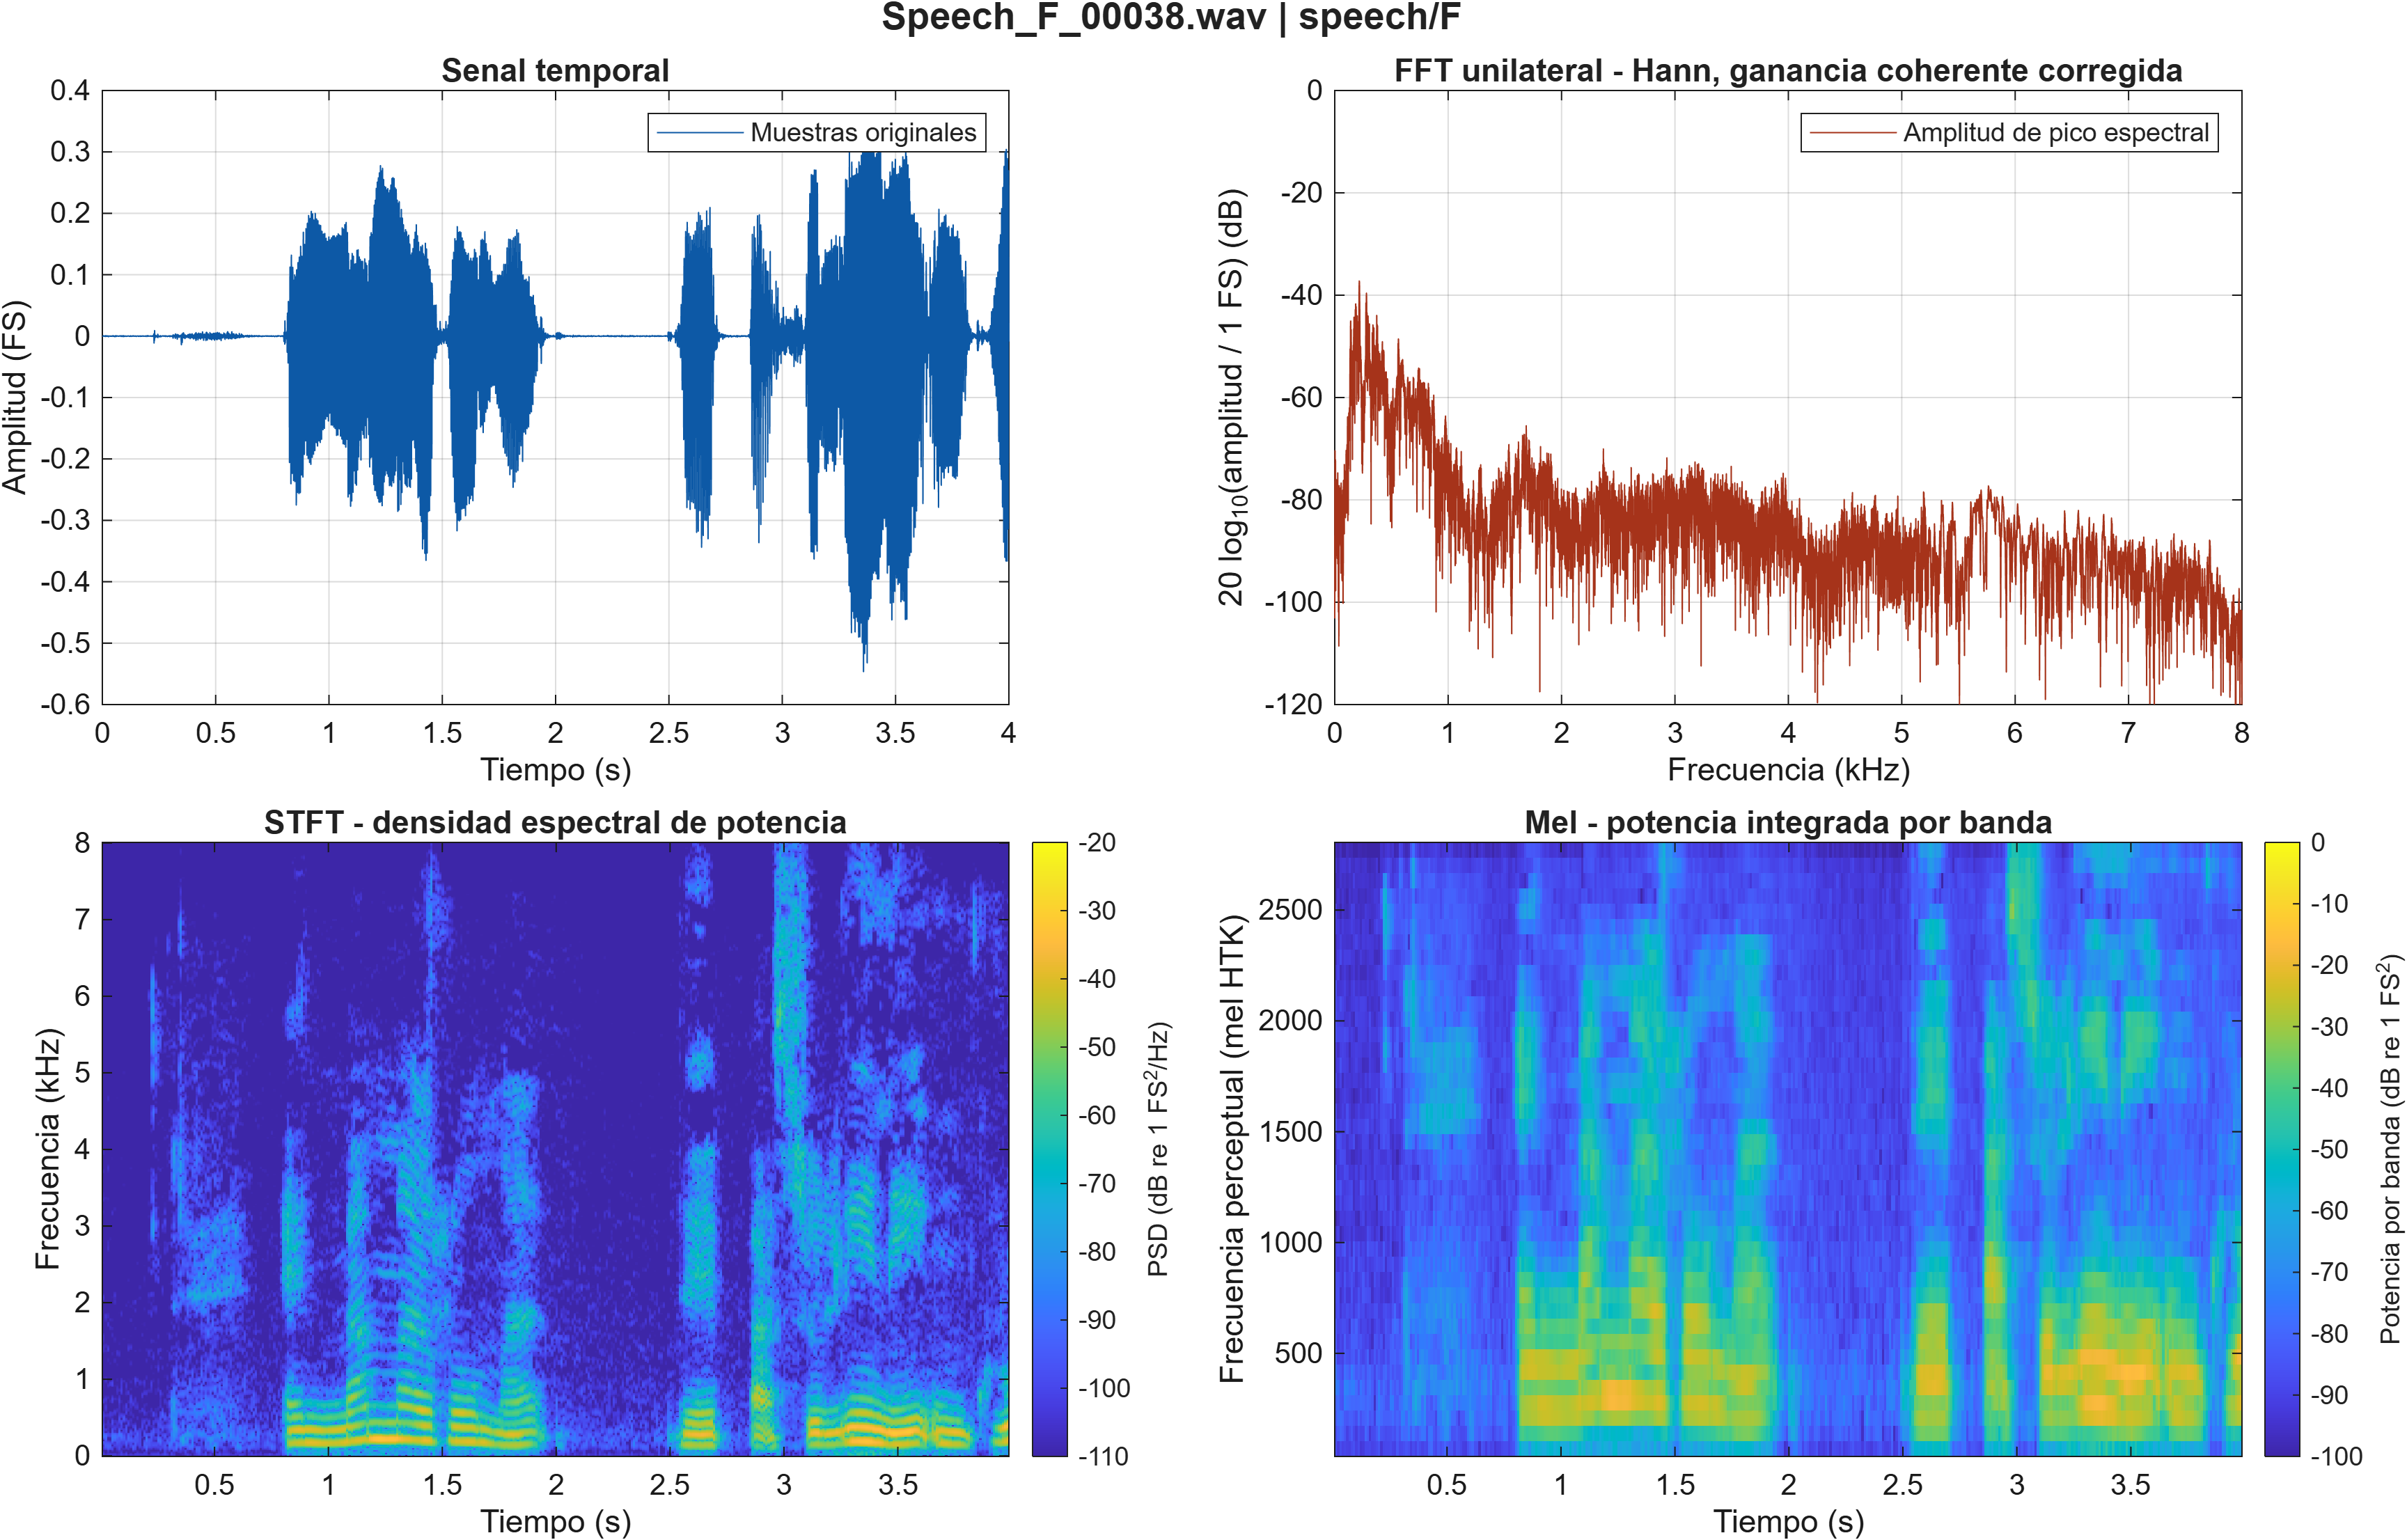 Speech_F_00038.wav | speech/F
Senal temporal
Muestras originales
Amplitud (FS)
0.4
0.3
0.2
0.1
0
-0.1
-0.2
-0.3
-0.4
-0.5
-0.6
0 0.5 1 1.5 2 2.5 3 3.5 4
Tiempo (s)
FFT unilateral - Hann, ganancia coherente corregida
Amplitud de pico espectral
20 log10(amplitud / 1 FS) (dB)
0
-20
-40
-60
-80
-100
-120
0 1 2 3 4 5 6 7 8
Frecuencia (kHz)
STFT - densidad espectral de potencia
Frecuencia (kHz)
8
7
6
5
4
3
2
1
0
0.5 1 1.5 2 2.5 3 3.5
Tiempo (s)
-20
-30
-40
-50
-60
-70
-80
-90
-100
-110
PSD (dB re 1 FS²/Hz)
Mel - potencia integrada por banda
Frecuencia perceptual (mel HTK)
2500
2000
1500
1000
500
0.5 1 1.5 2 2.5 3 3.5
Tiempo (s)
0
-10
-20
-30
-40
-50
-60
-70
-80
-90
-100
Potencia por banda (dB re 1 FS²)